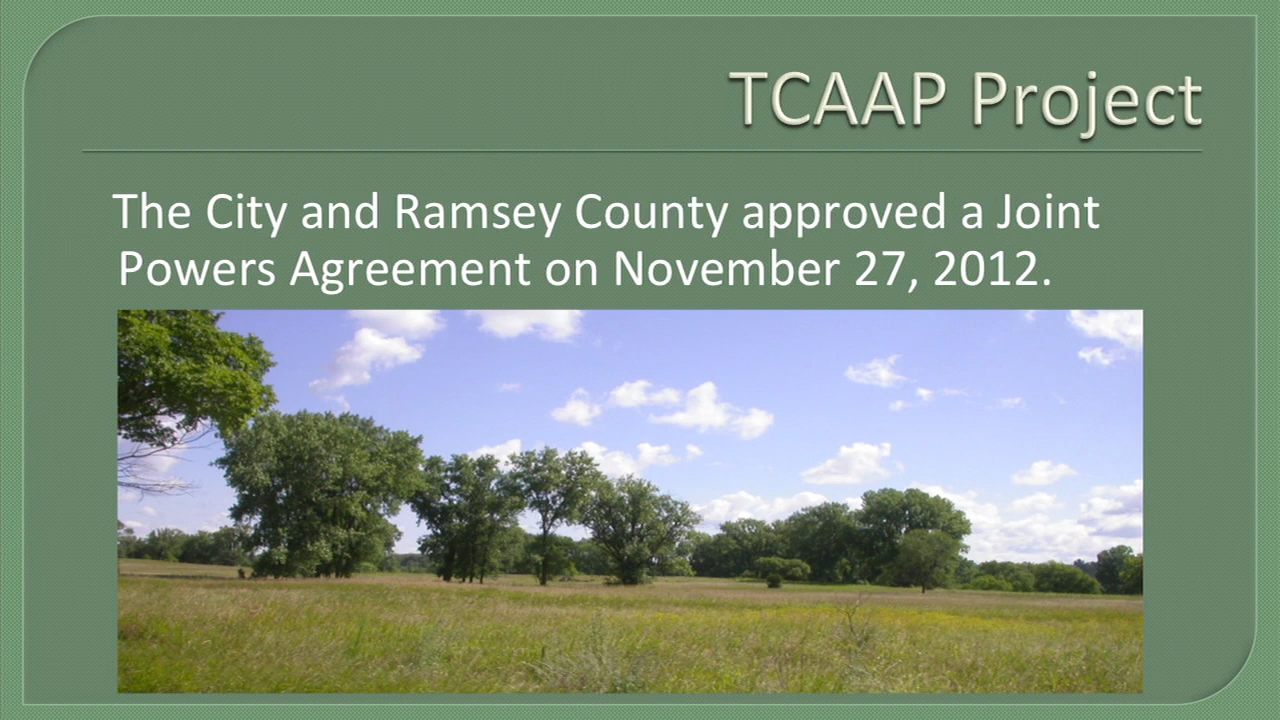 TCAAP Project
The City and Ramsey County approved a Joint
Powers Agreement on November 27, 2012.